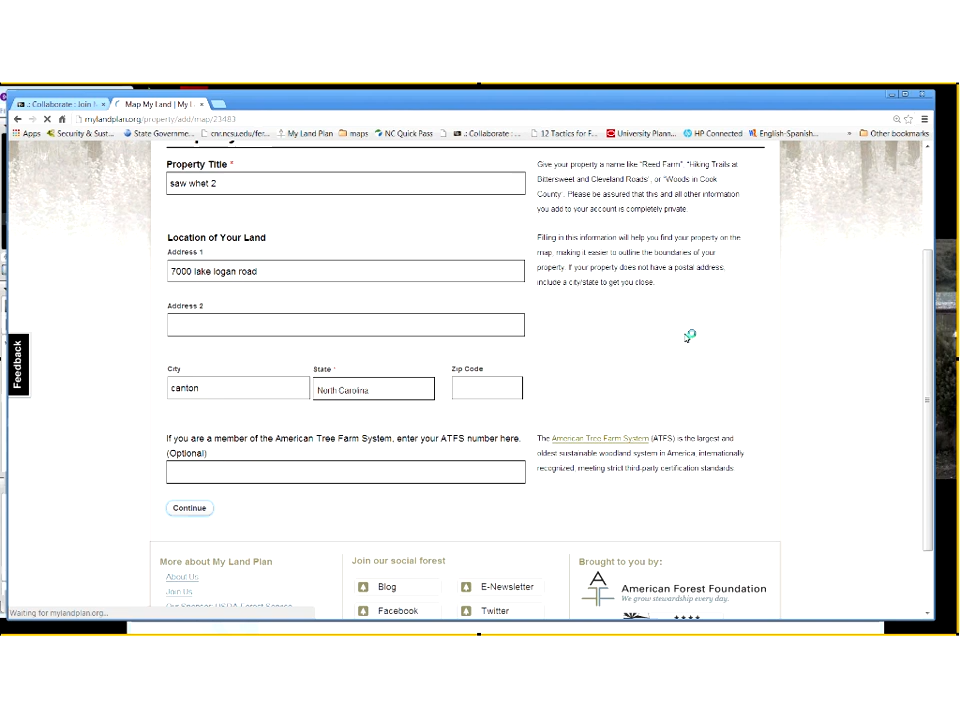 .: Collaborate : Join M
Map My Land | My L
mylandplan.org/property/add/map/23483
Apps Security & Sust... State Governme... cnr.ncsu.edu/fer... My Land Plan maps NC Quick Pass .: Collaborate : ... 12 Tactics for F... University Plann... HP Connected English-Spanish... » Other bookmarks
Property Title *
saw whet 2
Give your property a name like "Reed Farm", "Hiking Trails at
Bittersweet and Cleveland Roads", or "Woods in Cook
County". Please be assured that this and all other information
you add to your account is completely private.
Location of Your Land
Address 1
7000 lake logan road
Filling in this information will help you find your property on the
map, making it easier to outline the boundaries of your
property. If your property does not have a postal address,
include a city/state to get you close.
Address 2
Feedback
City State * Zip Code
canton North Carolina
If you are a member of the American Tree Farm System, enter your ATFS number here.
(Optional)
The American Tree Farm System (ATFS) is the largest and
oldest sustainable woodland system in America, internationally
recognized, meeting strict third-party certification standards.
Continue
More about My Land Plan
About Us
Join Us
Our Sponsor: USDA Forest Service
Join our social forest
Blog E-Newsletter
Facebook Twitter
Brought to you by:
American Forest Foundation
We grow stewardship every day.
Waiting for mylandplan.org...